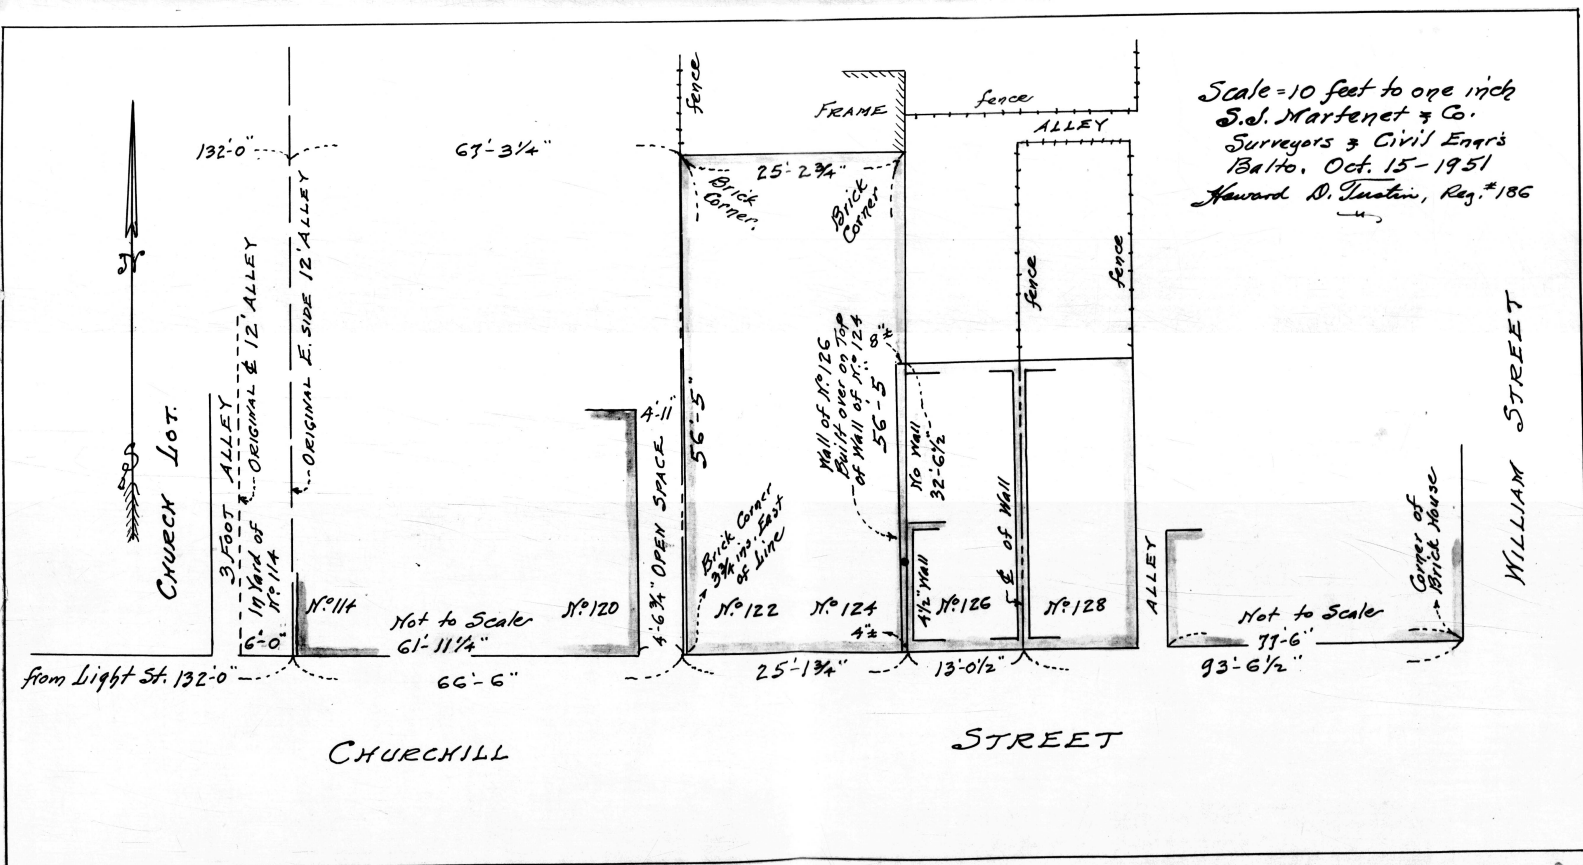 Scale = 10 feet to one inch
S.J. Martenet & Co.
Surveyors & Civil Engrs
Balto. Oct. 15-1951
Howard D. Tustin, Reg.# 186
fence
FRAME
fence
ALLEY
132'-0"
67'-3 1/4"
25'-2 3/4"
Brick
Corner.
Brick
Corner
fence
fence
CHURCH LOT.
3 FOOT ALLEY
ORIGINAL ℄ 12' ALLEY
ORIGINAL E. SIDE 12' ALLEY
In Yard of
No 114
6'-0"
No 114
Not to Scale
61'-11 1/4"
No 120
4'-11"
4'-6 3/4" OPEN SPACE
56'-5"
Brick Corner
3 3/4 ins. East
of Line
No 122
No 124
Wall of No 126
Built over on Top
of Wall of No 124
56'-5"
8"±
4"±
No Wall
32'-6 1/2
4 1/2" Wall
No 126
℄ of Wall
No 128
ALLEY
Not to Scale
77'-6"
Corner of
Brick House
WILLIAM STREET
from Light St. 132'-0"
66'-6"
25'-1 3/4"
13'-0 1/2"
93'-6 1/2"
CHURCHILL STREET